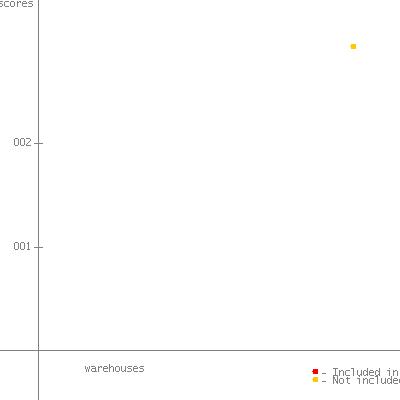 scores
002
001
warehouses
- Included in
- Not included